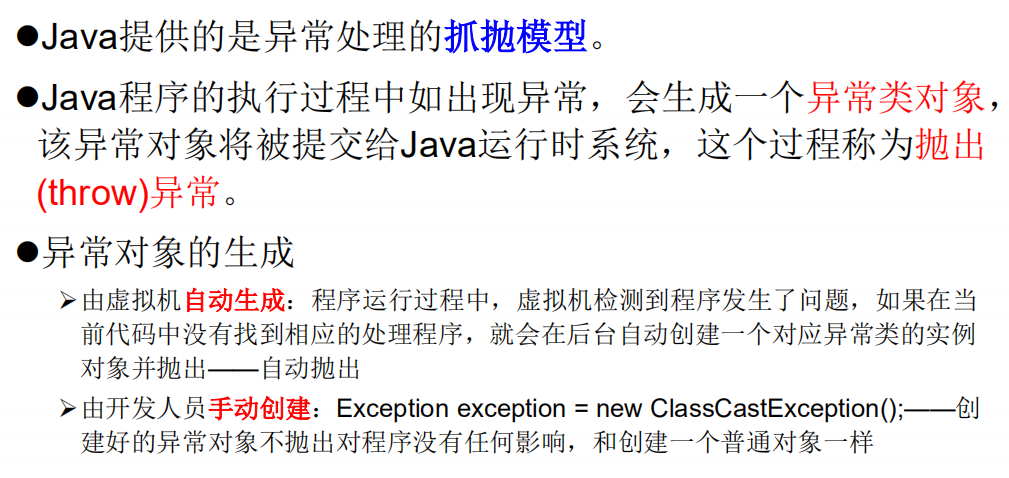 ●Java提供的是异常处理的抓抛模型。
●Java程序的执行过程中如出现异常，会生成一个异常类对象，
该异常对象将被提交给Java运行时系统，这个过程称为抛出
(throw)异常。
●异常对象的生成
➢由虚拟机自动生成：程序运行过程中，虚拟机检测到程序发生了问题，如果在当
前代码中没有找到相应的处理程序，就会在后台自动创建一个对应异常类的实例
对象并抛出——自动抛出
➢由开发人员手动创建：Exception exception = new ClassCastException();——创
建好的异常对象不抛出对程序没有任何影响，和创建一个普通对象一样